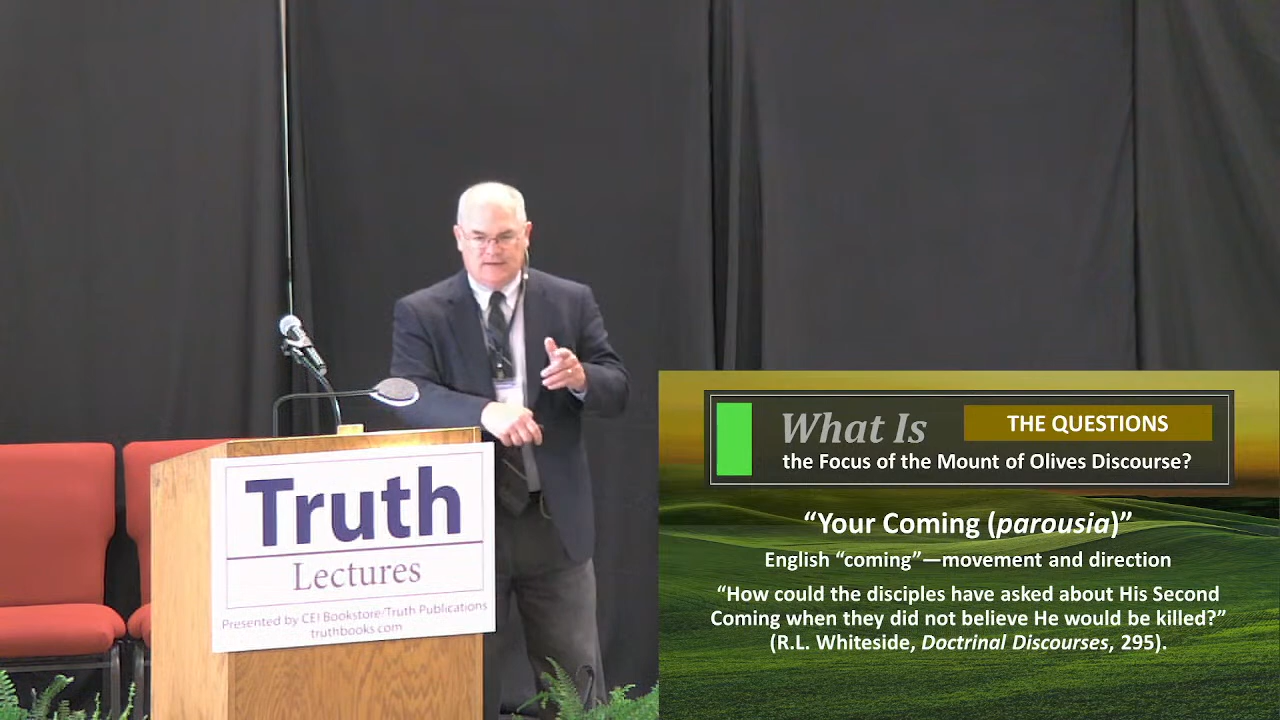 Truth
Lectures
Presented by CEI Bookstore/Truth Publications
truthbooks.com
What Is
THE QUESTIONS
the Focus of the Mount of Olives Discourse?
“Your Coming (parousia)”
English “coming”—movement and direction
“How could the disciples have asked about His Second
Coming when they did not believe He would be killed?”
(R.L. Whiteside, Doctrinal Discourses, 295).